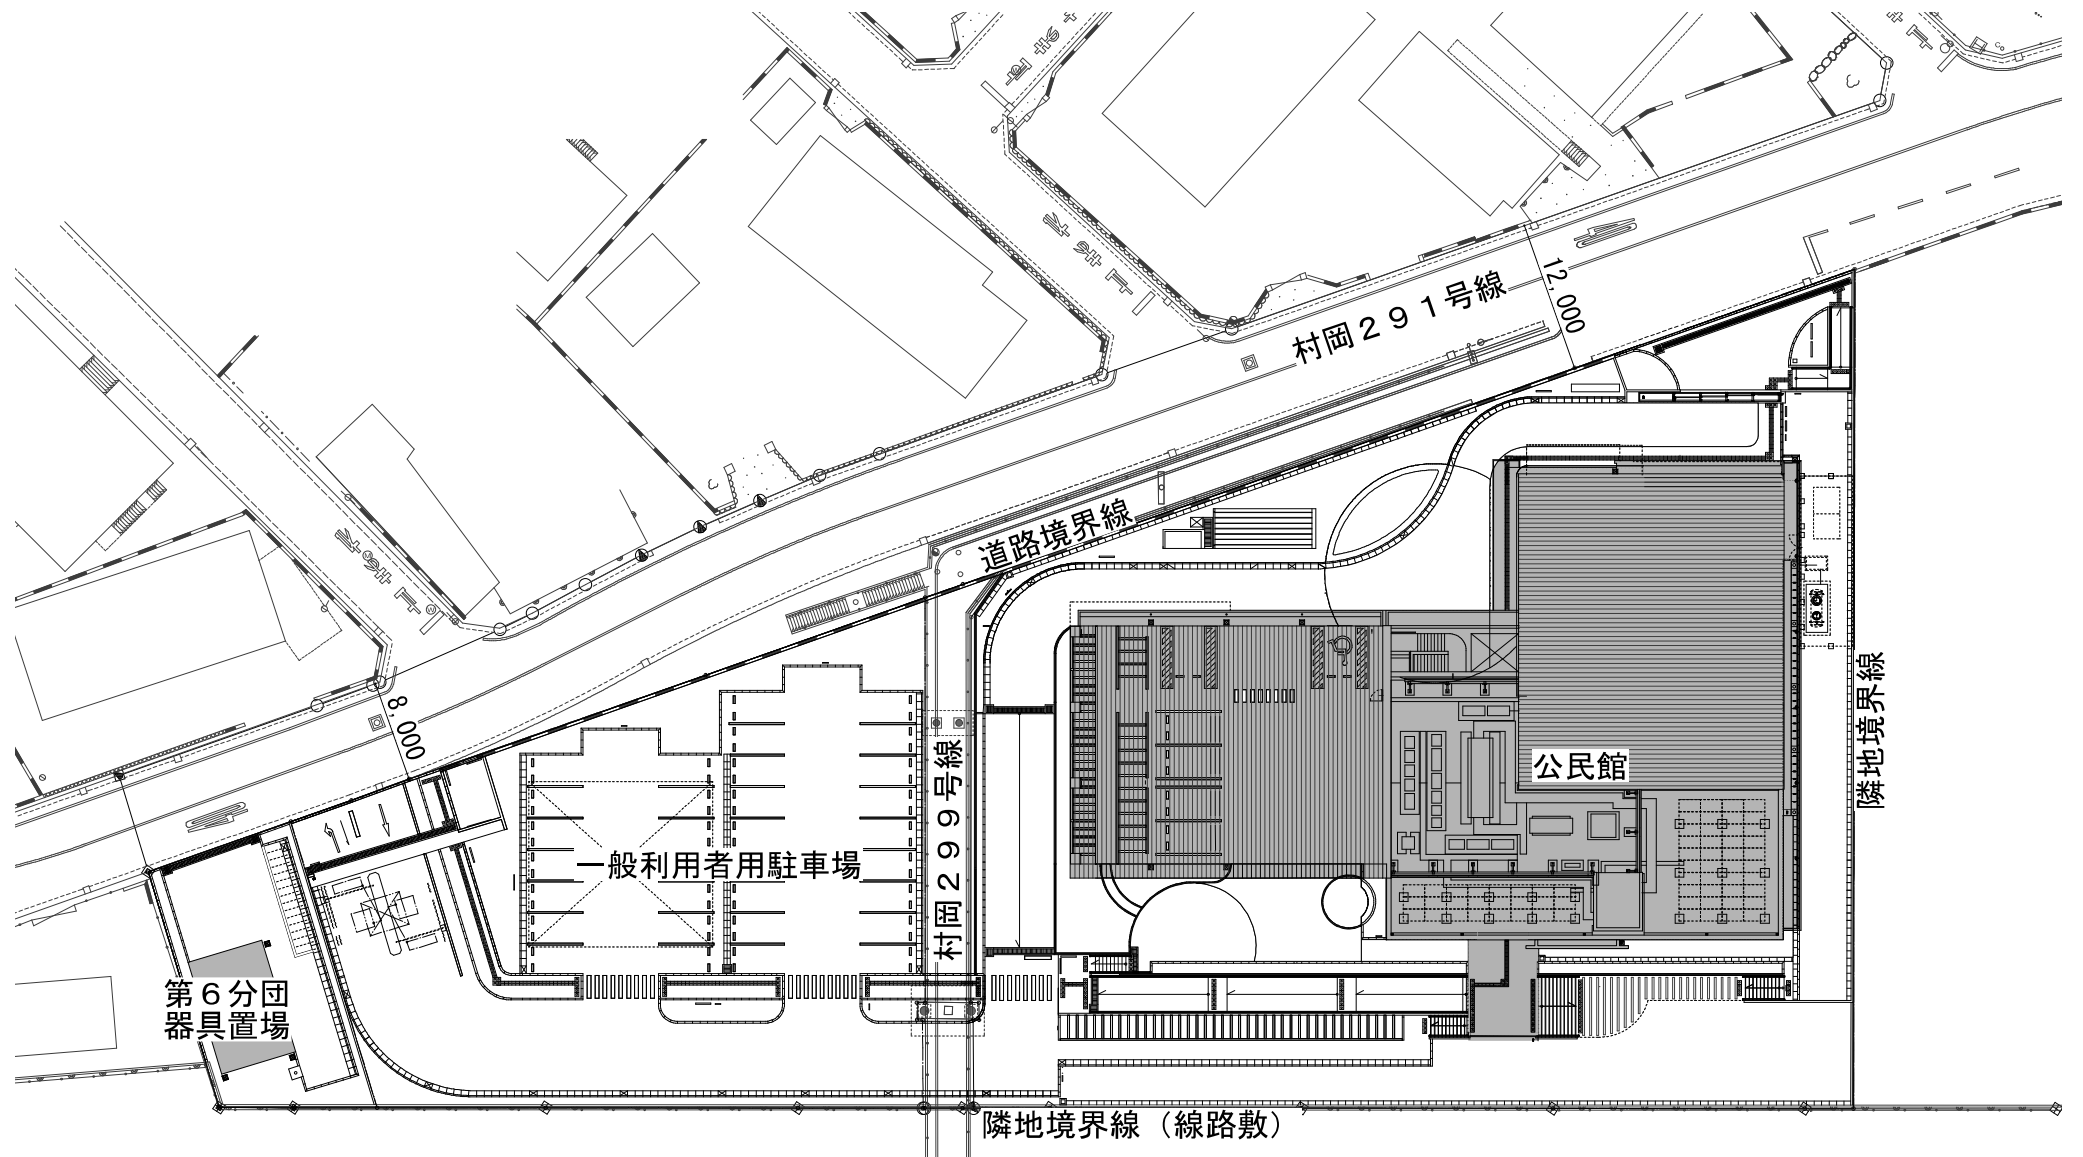 12,000
村岡２９１号線
道路境界線
8,000
公民館
隣地境界線
村岡２９９号線
一般利用者用駐車場
第６分団
器具置場
隣地境界線（線路敷）